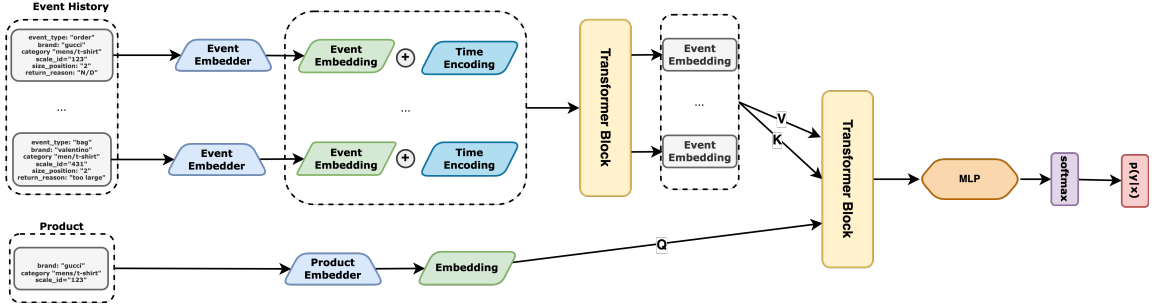 Event History
event_type: "order"
brand: "gucci"
category "mens/t-shirt"
scale_id="123"
size_position: "2"
return_reason: "N/D"
...
event_type: "bag"
brand: "valentino"
category "men/t-shirt"
scale_id="431"
size_position: "2"
return_reason: "too large"
Event
Embedder
Event
Embedder
Event
Embedding
+
Time
Encoding
...
Event
Embedding
+
Time
Encoding
Transformer Block
Event
Embedding
...
Event
Embedding
V
K
Q
Transformer Block
MLP
softmax
p(y|x)
Product
brand: "gucci"
category "mens/t-shirt"
scale_id="123"
Product
Embedder
Embedding